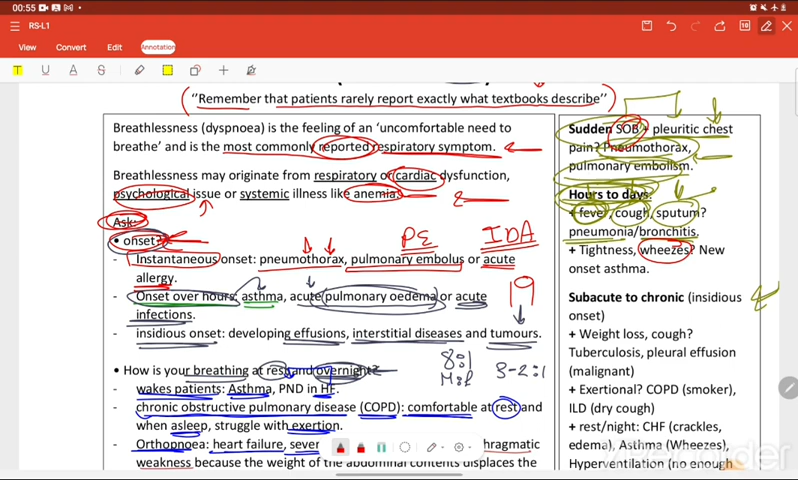 00:55
RS-L1
View Convert Edit Annotation
"Remember that patients rarely report exactly what textbooks describe"
Breathlessness (dyspnoea) is the feeling of an 'uncomfortable need to
breathe' and is the most commonly reported respiratory symptom.
Breathlessness may originate from respiratory or cardiac dysfunction,
psychological issue or systemic illness like anemia.
Ask:
• onset?
PE IDA
- Instantaneous onset: pneumothorax, pulmonary embolus or acute
allergy.
- Onset over hours: asthma, acute (pulmonary oedema) or acute
infections.
19
- insidious onset: developing effusions, interstitial diseases and tumours.
8:1
M:f
3-2:1
• How is your breathing at rest and overnight?
- wakes patients: Asthma, PND in HF.
- chronic obstructive pulmonary disease (COPD): comfortable at rest and
when asleep, struggle with exertion.
- Orthopnoea: heart failure, sever
hragmatic
weakness because the weight of the abdominal contents displaces the
Sudden SOB + pleuritic chest
pain? Pneumothorax,
pulmonary embolism.
Hours to days:
+ fever, cough, sputum?
pneumonia/bronchitis.
+ Tightness, wheezes? New
onset asthma.
Subacute to chronic (insidious
onset)
+ Weight loss, cough?
Tuberculosis, pleural effusion
(malignant)
+ Exertional? COPD (smoker),
ILD (dry cough)
+ rest/night: CHF (crackles,
edema), Asthma (Wheezes),
Hyperventilation (no enough